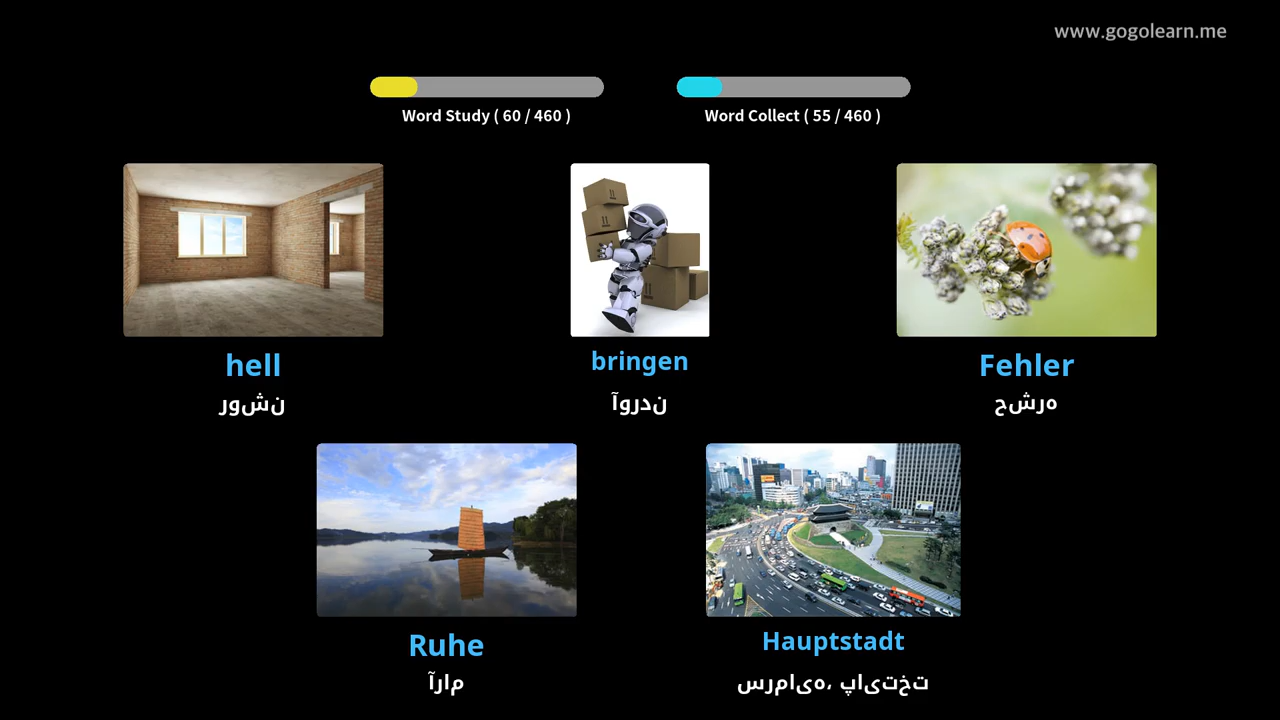 www.gogolearn.me
Word Study ( 60 / 460 )
Word Collect ( 55 / 460 )
hell
نشور
bringen
ندروآ
Fehler
هرشح
Ruhe
مارآ
Hauptstadt
تختیاپ ،هیامرس